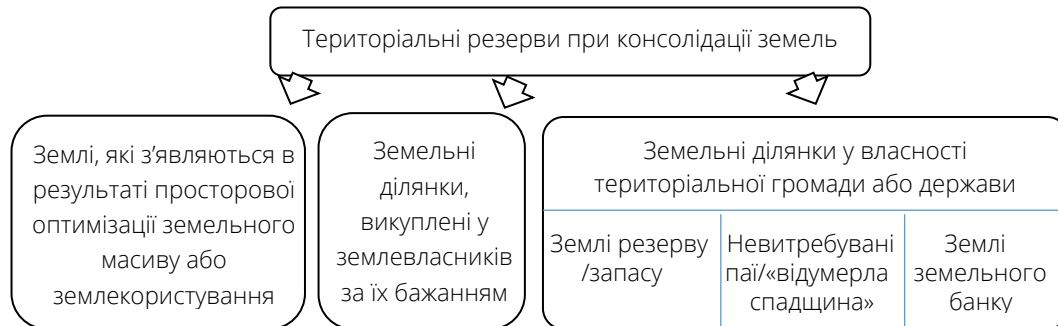 Територіальні резерви при консолідації земель
Землі, які з’являються в
результаті просторової
оптимізації земельного
масиву або
землекористування
Земельні
ділянки,
викуплені у
землевласників
за їх бажанням
Земельні ділянки у власності
територіальної громади або держави
Землі резерву
/запасу
Невитребувані
паї/«відумерла
спадщина»
Землі
земельного
банку